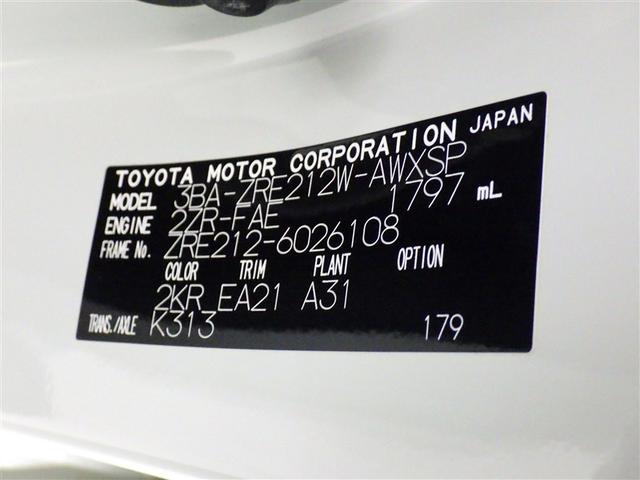 TOYOTA MOTOR CORPORATION JAPAN
MODEL 3BA-ZRE212W-AWXSP
ENGINE 2ZR-FAE 1797 mL
FRAME No. ZRE212-6026108
COLOR TRIM PLANT OPTION
2KR EA21 A31
TRANS./AXLE K313 179